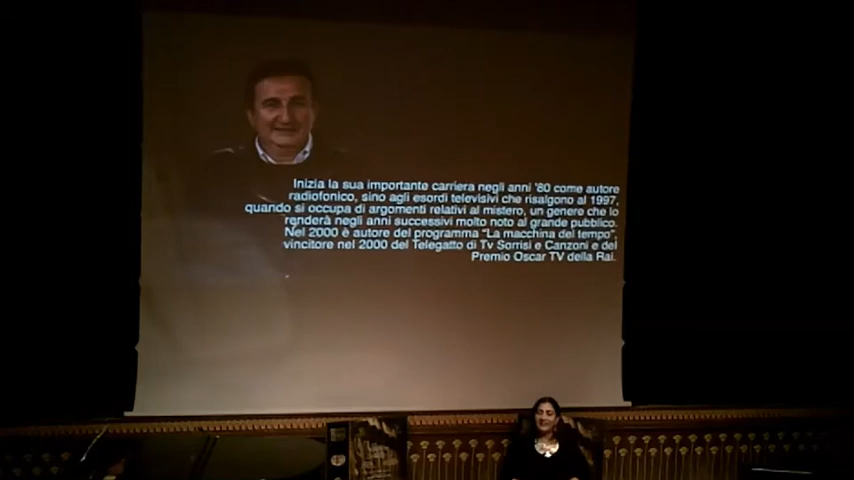 Inizia la sua importante carriera negli anni '80 come autore
radiofonico, sino agli esordi televisivi che risalgono al 1997,
quando si occupa di argomenti relativi al mistero, un genere che lo
renderà negli anni successivi molto noto al grande pubblico.
Nel 2000 è autore del programma "La macchina del tempo",
vincitore nel 2000 del Telegatto di Tv Sorrisi e Canzoni e del
Premio Oscar TV della Rai.